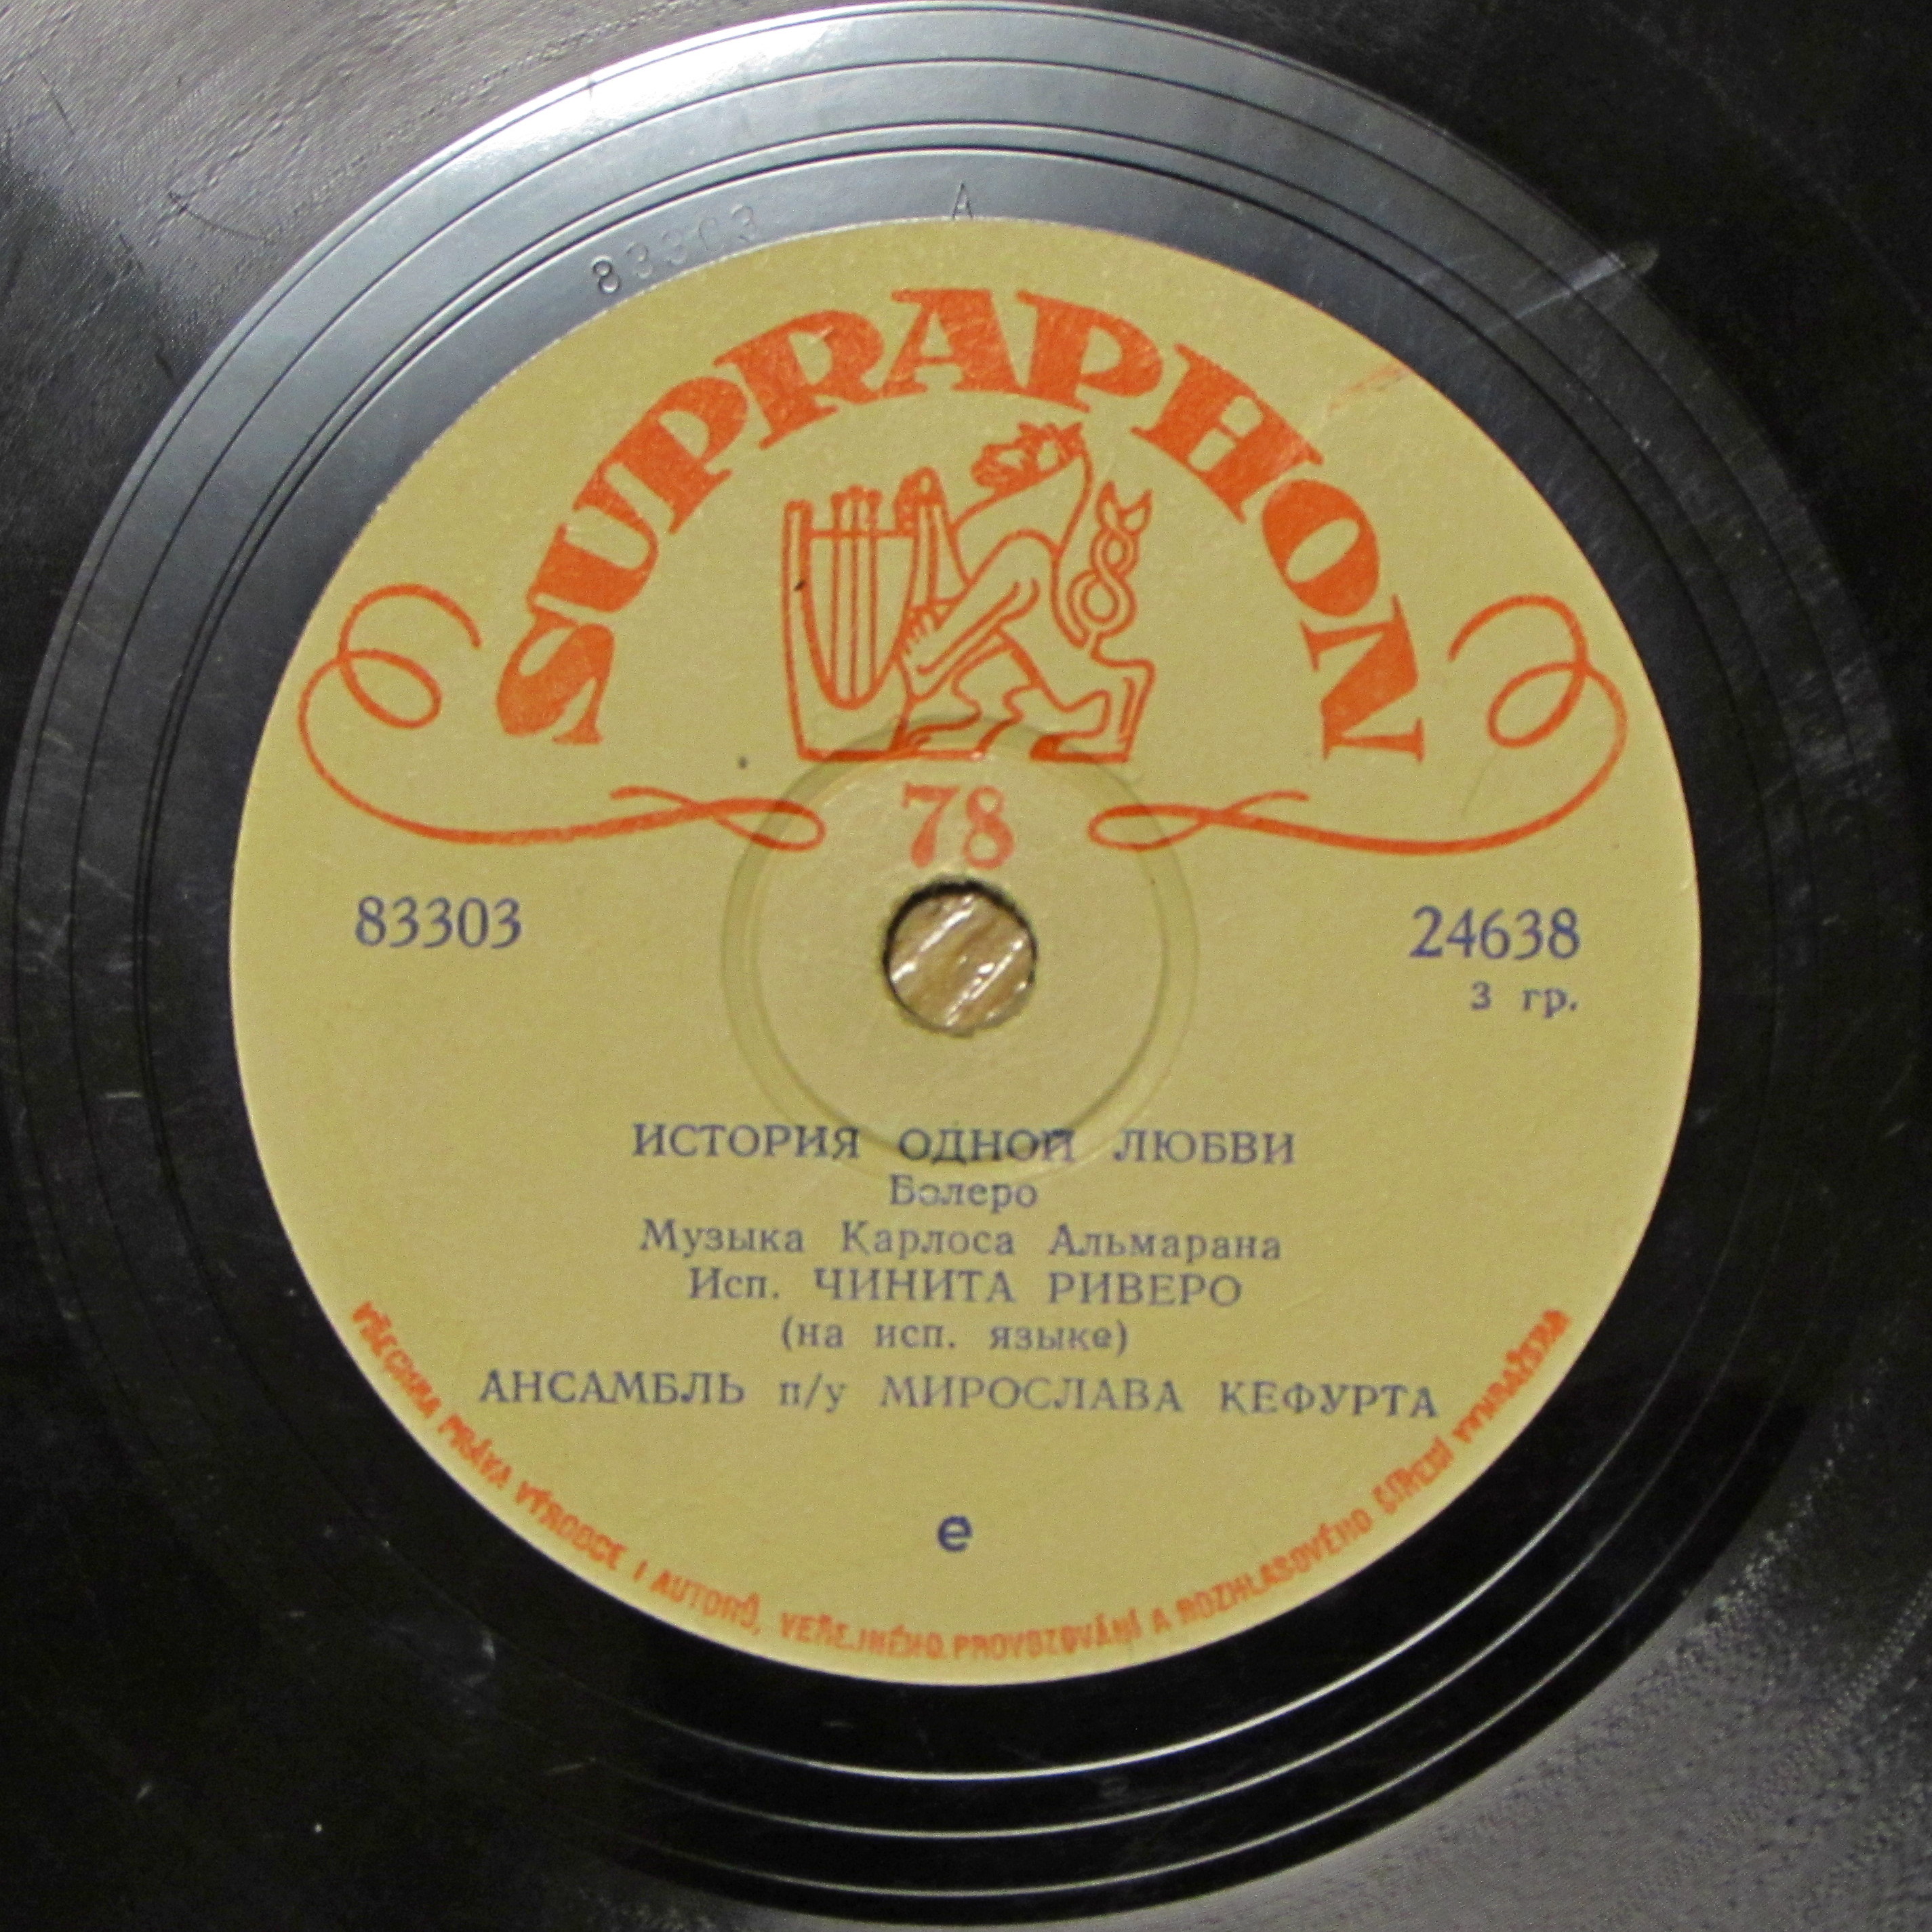 83303 A
SUPRAPHON
78
83303
24638
3 гр.
ИСТОРИЯ ОДНОЙ ЛЮБВИ
Болеро
Музыка Карлоса Альмарана
Исп. ЧИНИТА РИВЕРО
(на исп. языке)
АНСАМБЛЬ п/у МИРОСЛАВА КЕФУРТА
e
VŠECHNA PRÁVA VÝROBCE I AUTORŮ, VEŘEJNÉHO PROVOZOVÁNÍ A ROZHLASOVÉHO ŠÍŘENÍ VYHRAŽENA